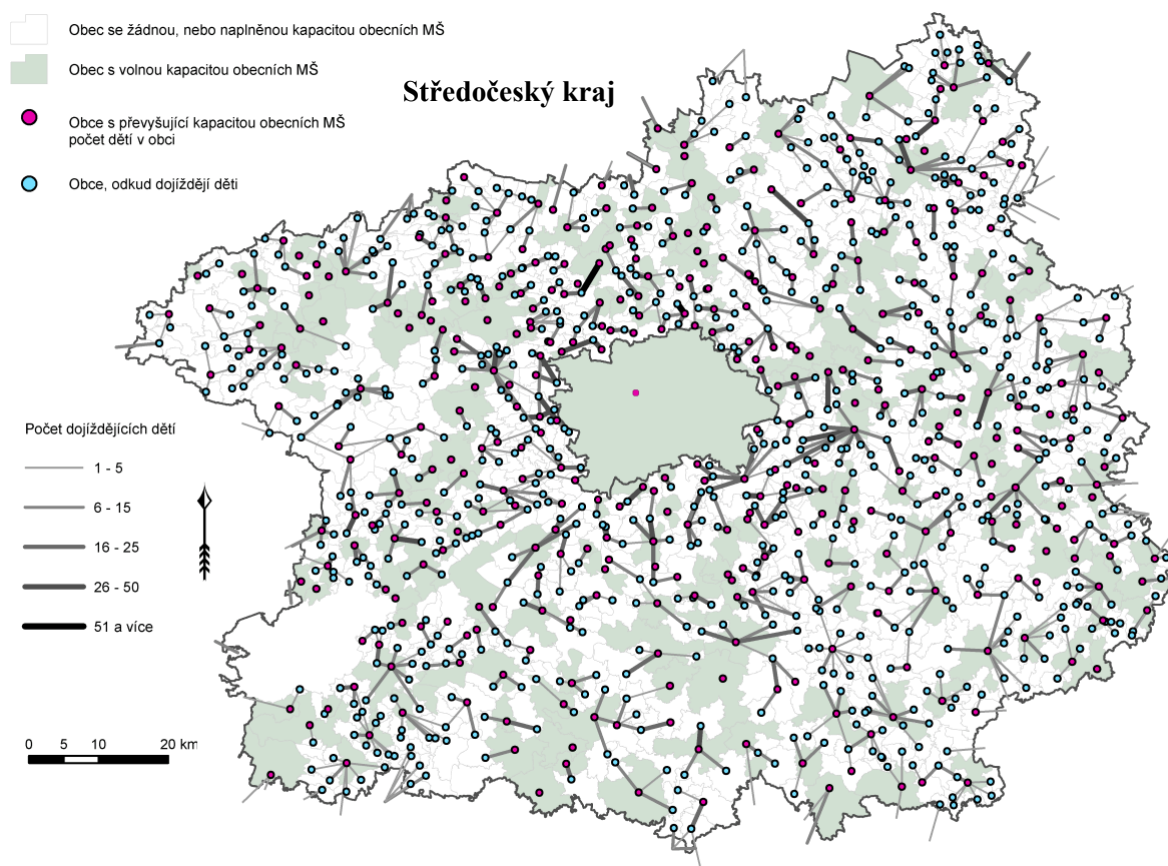 Obec se žádnou, nebo naplněnou kapacitou obecních MŠ
Obec s volnou kapacitou obecních MŠ
Středočeský kraj
Obce s převyšující kapacitou obecních MŠ
počet dětí v obci
Obce, odkud dojíždějí děti
Počet dojíždějících dětí
1 - 5
6 - 15
16 - 25
26 - 50
51 a více
0 5 10 20 km